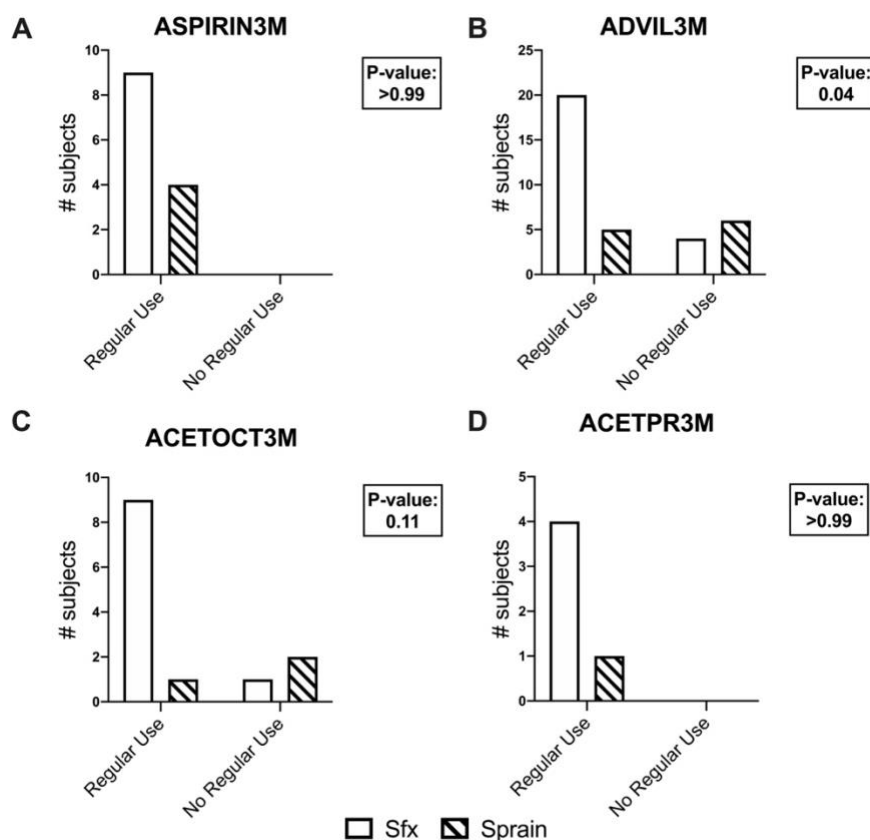 A
ASPIRIN3M
10
8
6
4
2
0
# subjects
P-value:
>0.99
Regular Use
No Regular Use
B
ADVIL3M
25
20
15
10
5
0
# subjects
P-value:
0.04
Regular Use
No Regular Use
C
ACETOCT3M
10
8
6
4
2
0
# subjects
P-value:
0.11
Regular Use
No Regular Use
D
ACETPR3M
5
4
3
2
1
0
# subjects
P-value:
>0.99
Regular Use
No Regular Use
Sfx
Sprain